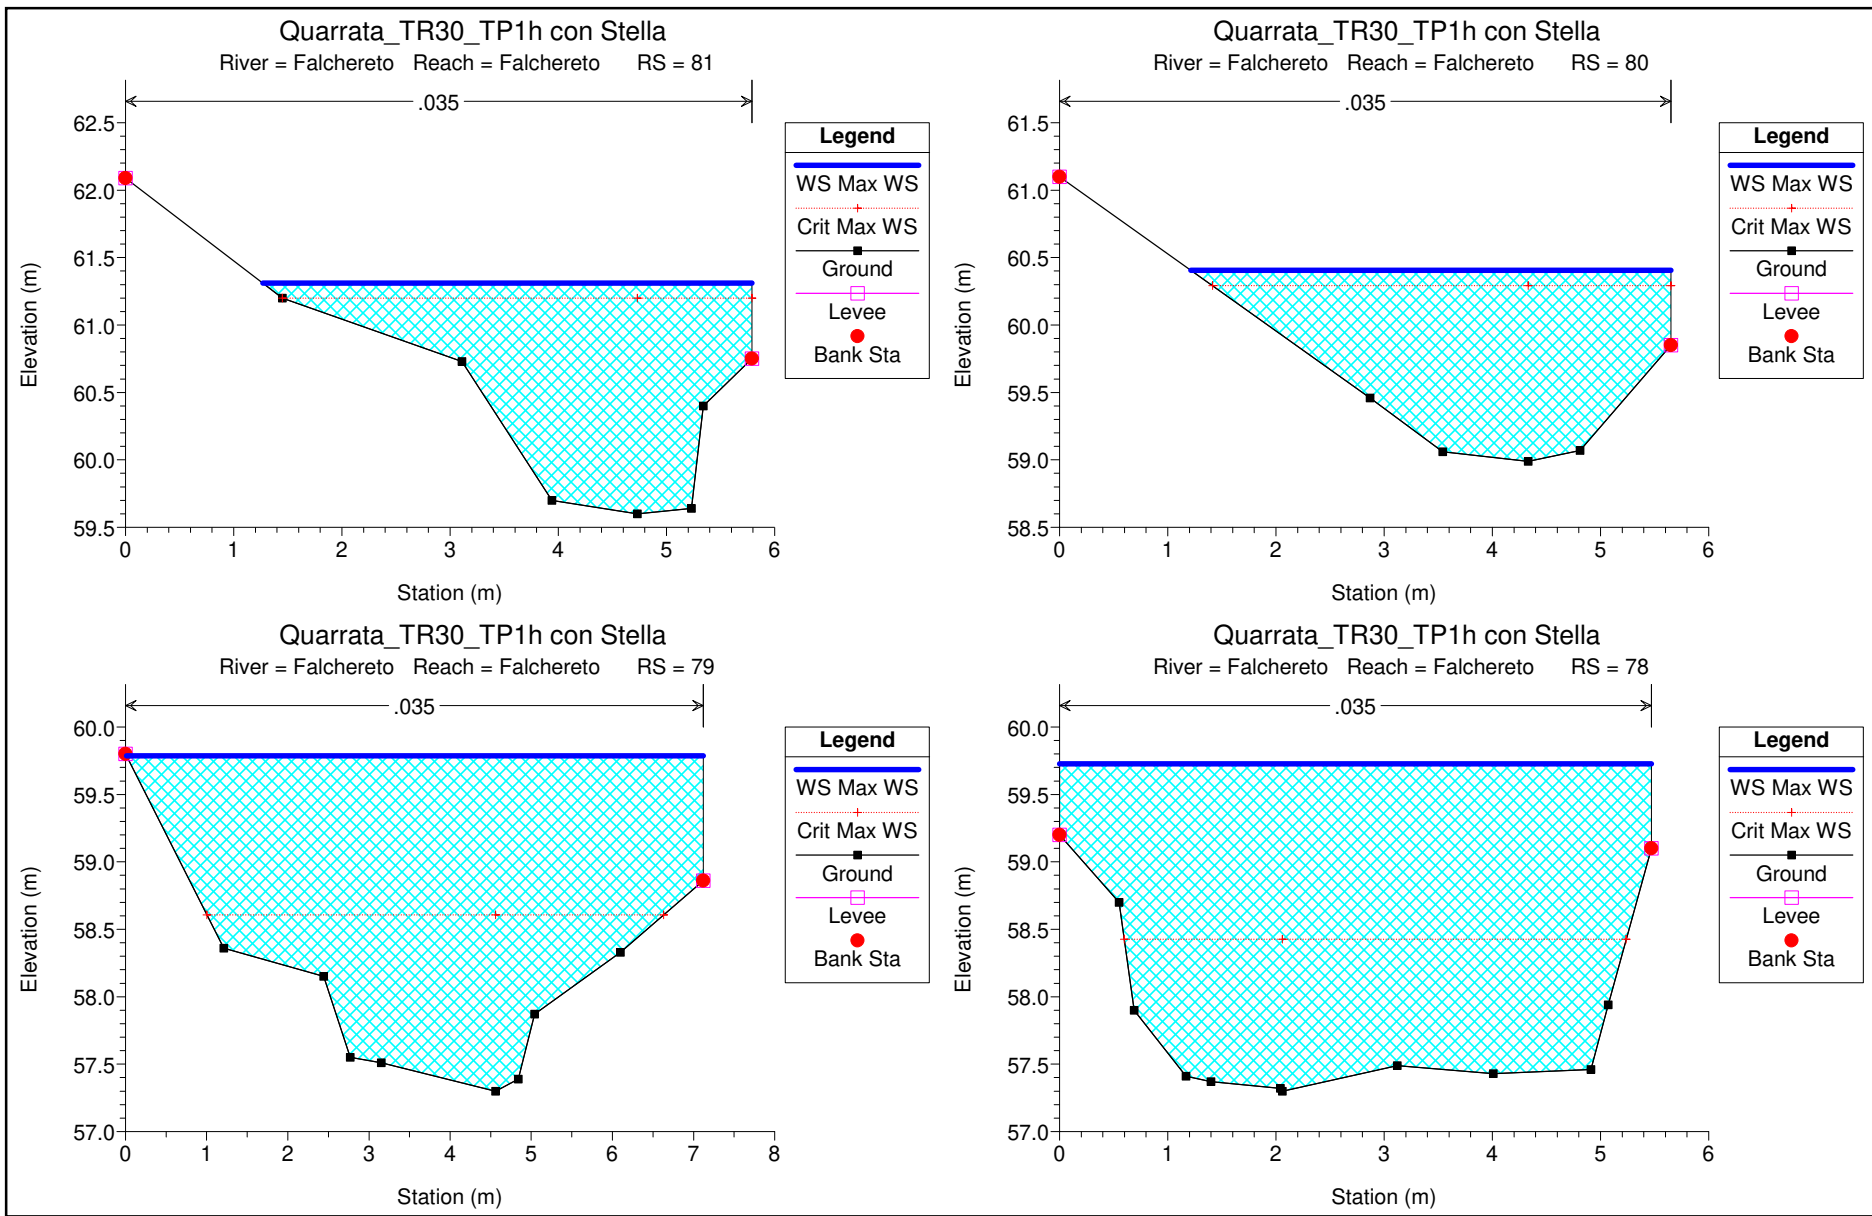 Quarrata_TR30_TP1h con Stella
River = Falchereto Reach = Falchereto RS = 81
.035
62.5
62.0
61.5
61.0
60.5
60.0
59.5
Elevation (m)
0 1 2 3 4 5 6
Station (m)
Legend
WS Max WS
Crit Max WS
Ground
Levee
Bank Sta
Quarrata_TR30_TP1h con Stella
River = Falchereto Reach = Falchereto RS = 80
.035
61.5
61.0
60.5
60.0
59.5
59.0
58.5
Elevation (m)
0 1 2 3 4 5 6
Station (m)
Legend
WS Max WS
Crit Max WS
Ground
Levee
Bank Sta
Quarrata_TR30_TP1h con Stella
River = Falchereto Reach = Falchereto RS = 79
.035
60.0
59.5
59.0
58.5
58.0
57.5
57.0
Elevation (m)
0 1 2 3 4 5 6 7 8
Station (m)
Legend
WS Max WS
Crit Max WS
Ground
Levee
Bank Sta
Quarrata_TR30_TP1h con Stella
River = Falchereto Reach = Falchereto RS = 78
.035
60.0
59.5
59.0
58.5
58.0
57.5
57.0
Elevation (m)
0 1 2 3 4 5 6
Station (m)
Legend
WS Max WS
Crit Max WS
Ground
Levee
Bank Sta